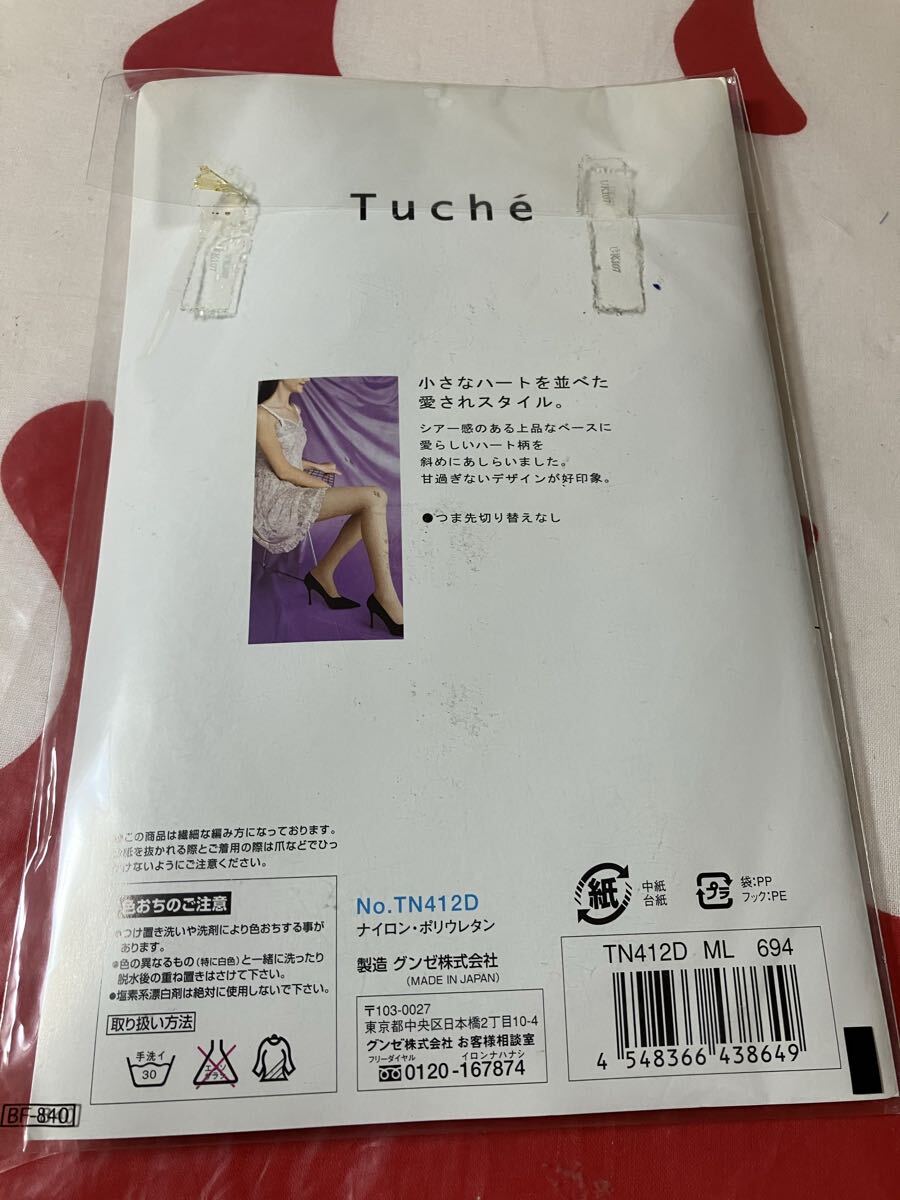 Tuché
UK107
UK107
UK107
小さなハートを並べた
愛されスタイル。
シアー感のある上品なベースに
愛らしいハート柄を
斜めにあしらいました。
甘過ぎないデザインが好印象。
●つま先切り替えなし
この商品は繊細な編み方になっております。
紙を抜かれる際とご着用の際は爪などでひっ
けないようにご注意ください。
色おちのご注意
つけ置き洗いや洗剤により色おちする事が
あります。
●色の異なるもの(特に白色)と一緒に洗ったり
脱水後の重ね置きはさけて下さい。
●塩素系漂白剤は絶対に使用しないで下さい。
取り扱い方法
手洗イ
30
エンソ
サラシ
BF-840
No.TN412D
ナイロン・ポリウレタン
製造 グンゼ株式会社
(MADE IN JAPAN)
〒103-0027
東京都中央区日本橋2丁目10-4
グンゼ株式会社 お客様相談室
フリーダイヤル イロンナハナシ
0120-167874
紙
中紙
台紙
プラ
袋:PP
フック:PE
TN412D ML 694
4 548366 438649